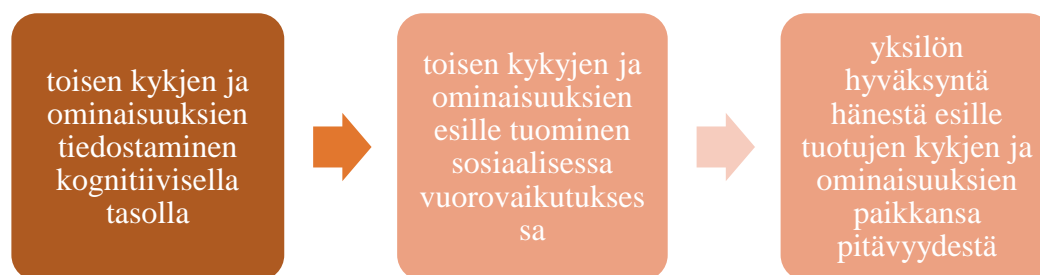 toisen kykjen ja
ominaisuuksien
tiedostaminen
kognitiivisella
tasolla
toisen kykyjen ja
ominaisuuksien
esille tuominen
sosiaalisessa
vuorovaikutukses
sa
yksilön
hyväksyntä
hänestä esille
tuotujen kykjen ja
ominaisuuksien
paikkansa
pitävyydestä